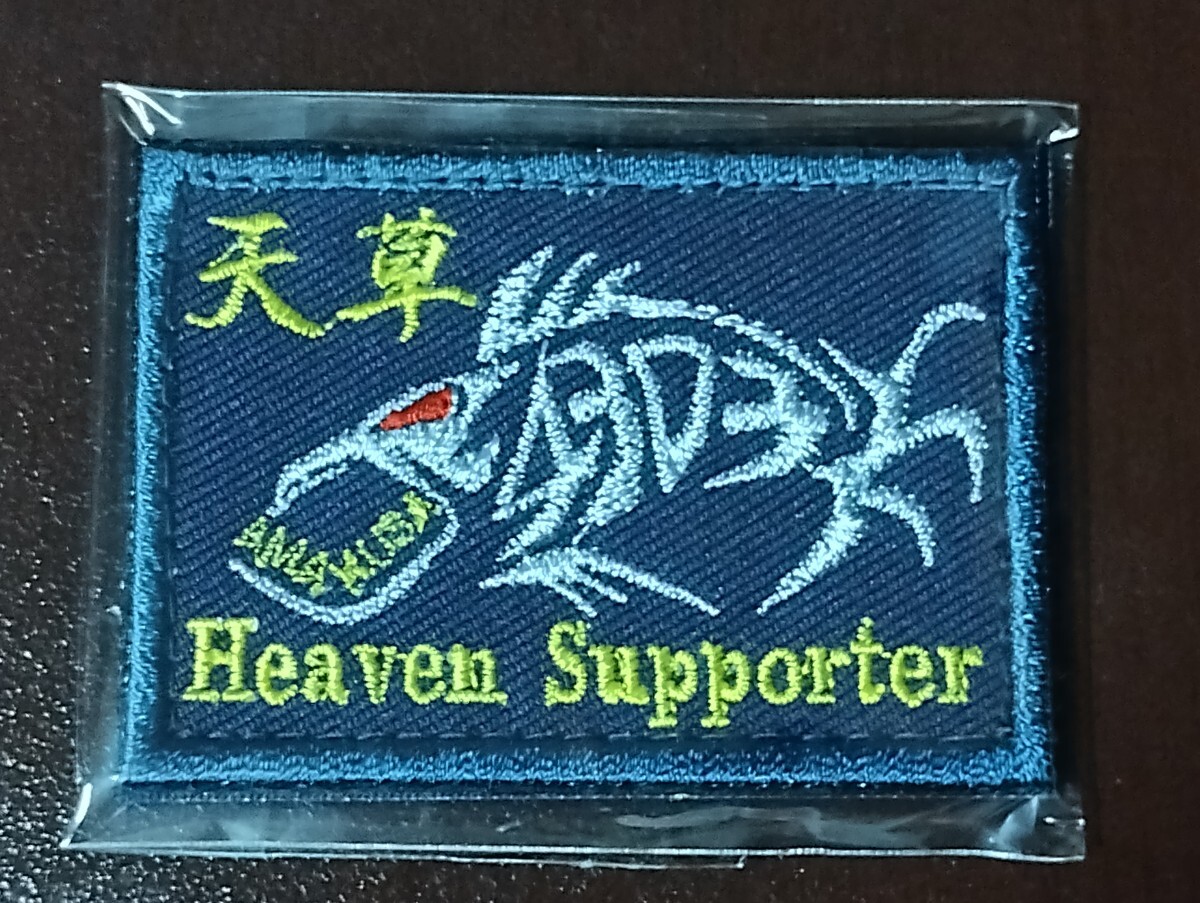 天草
AMAKUSA
Heaven Supporter